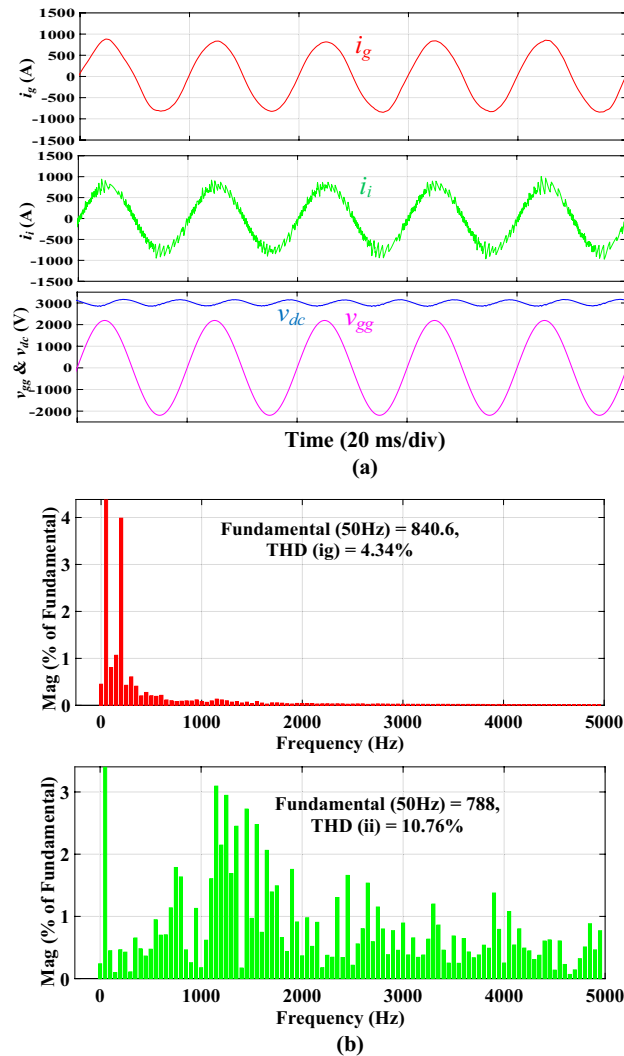 1500
1000
500
0
-500
-1000
1500
i_g (A)
i_g
1500
1000
500
0
-500
-1000
1500
i_i (A)
i_i
3000
2000
1000
0
-1000
-2000
v_gg & v_dc (V)
v_dc
v_gg
Time (20 ms/div)
(a)
4
3
2
1
0
Mag (% of Fundamental)
Fundamental (50Hz) = 840.6,
THD (ig) = 4.34%
0 1000 2000 3000 4000 5000
Frequency (Hz)
3
2
1
0
Mag (% of Fundamental)
Fundamental (50Hz) = 788,
THD (ii) = 10.76%
0 1000 2000 3000 4000 5000
Frequency (Hz)
(b)